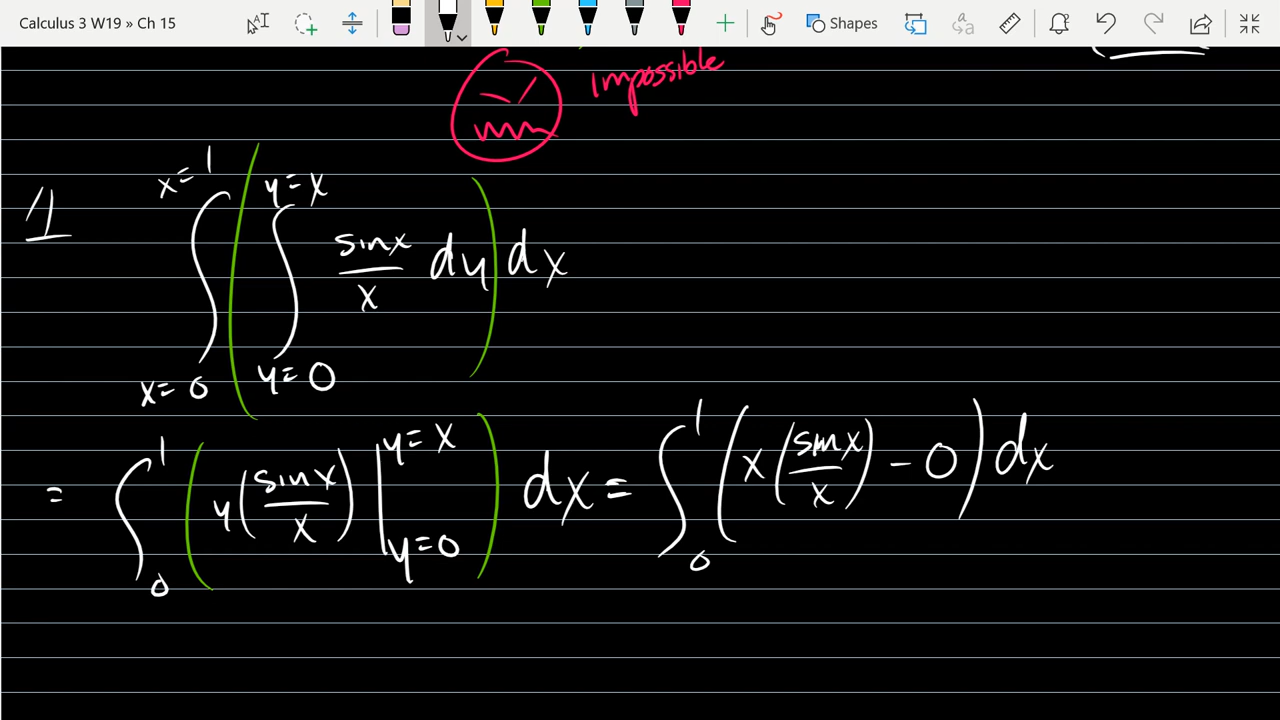 Calculus 3 W19 » Ch 15
Shapes
impossible
1
x=1 y=x
sinx/x dy dx
x=0 y=0
= ∫₀¹ ( y(sinx/x) |y=x y=0 ) dx = ∫₀¹ ( x(sinx/x) - 0 ) dx